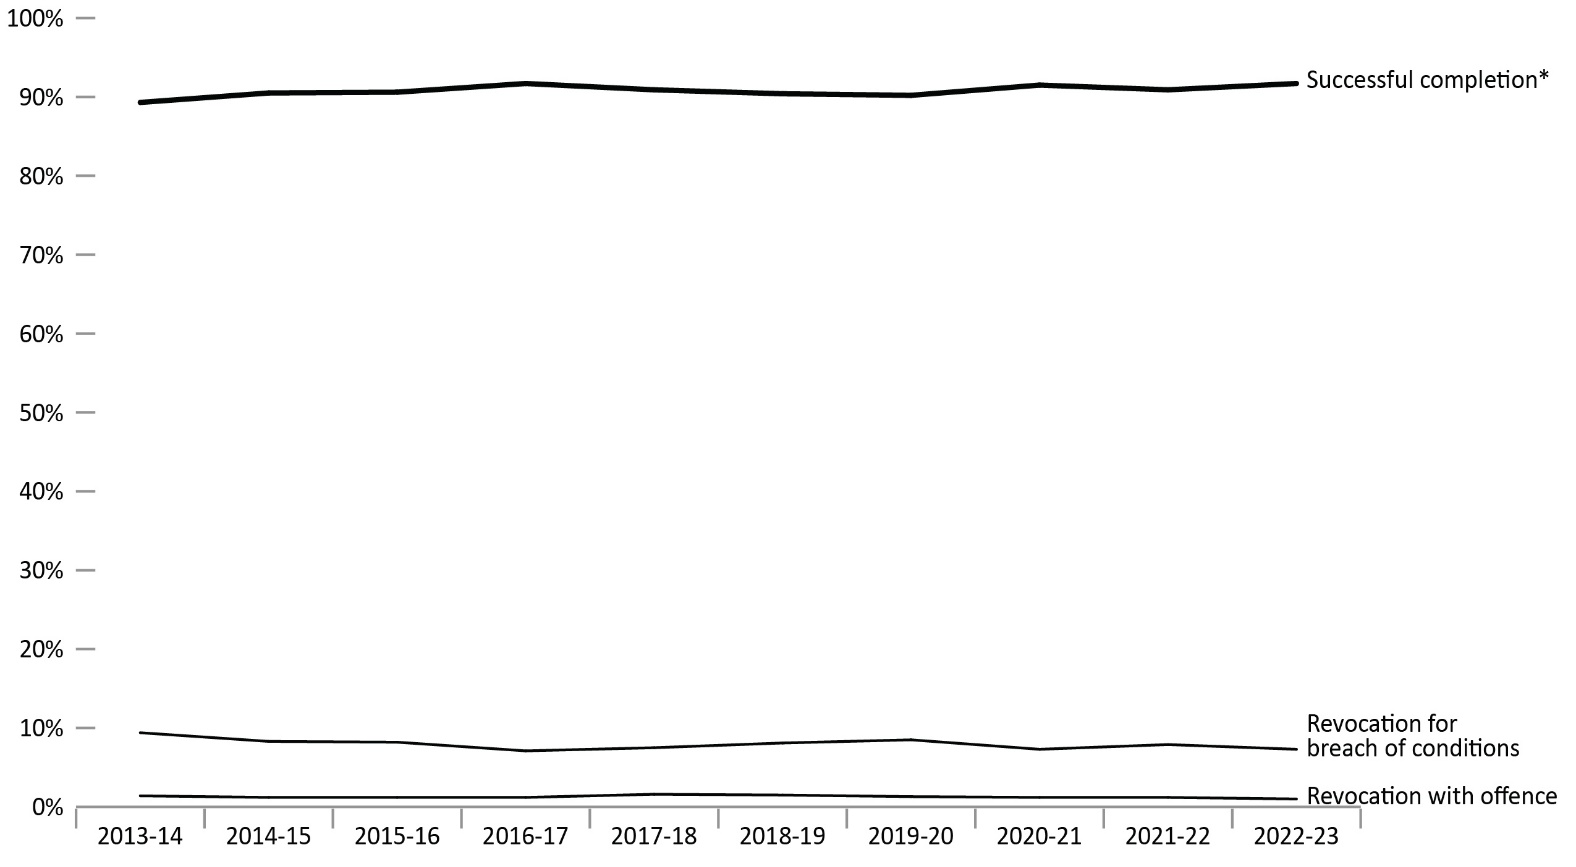 100%
90%
Successful completion*
80%
70%
60%
50%
40%
30%
20%
10%
Revocation for
breach of conditions
0%
Revocation with offence
2013-14 2014-15 2015-16 2016-17 2017-18 2018-19 2019-20 2020-21 2021-22 2022-23